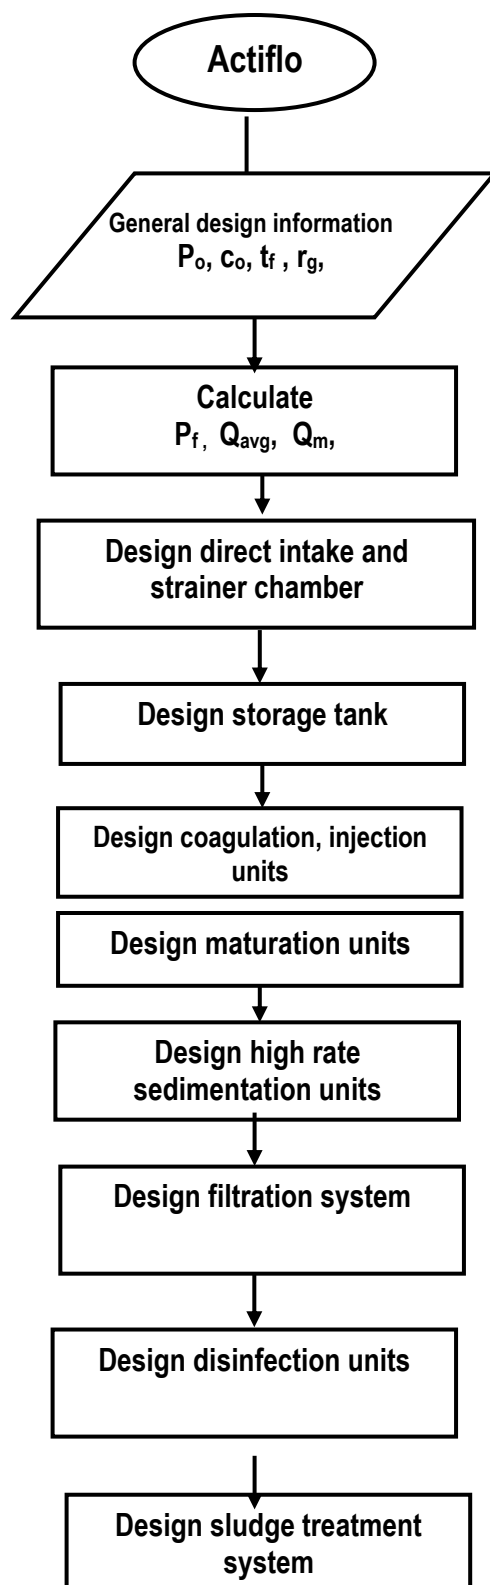 Actiflo
General design information
Po, co, tf , rg,
Calculate
Pf , Qavg, Qm,
Design direct intake and
strainer chamber
Design storage tank
Design coagulation, injection
units
Design maturation units
Design high rate
sedimentation units
Design filtration system
Design disinfection units
Design sludge treatment
system